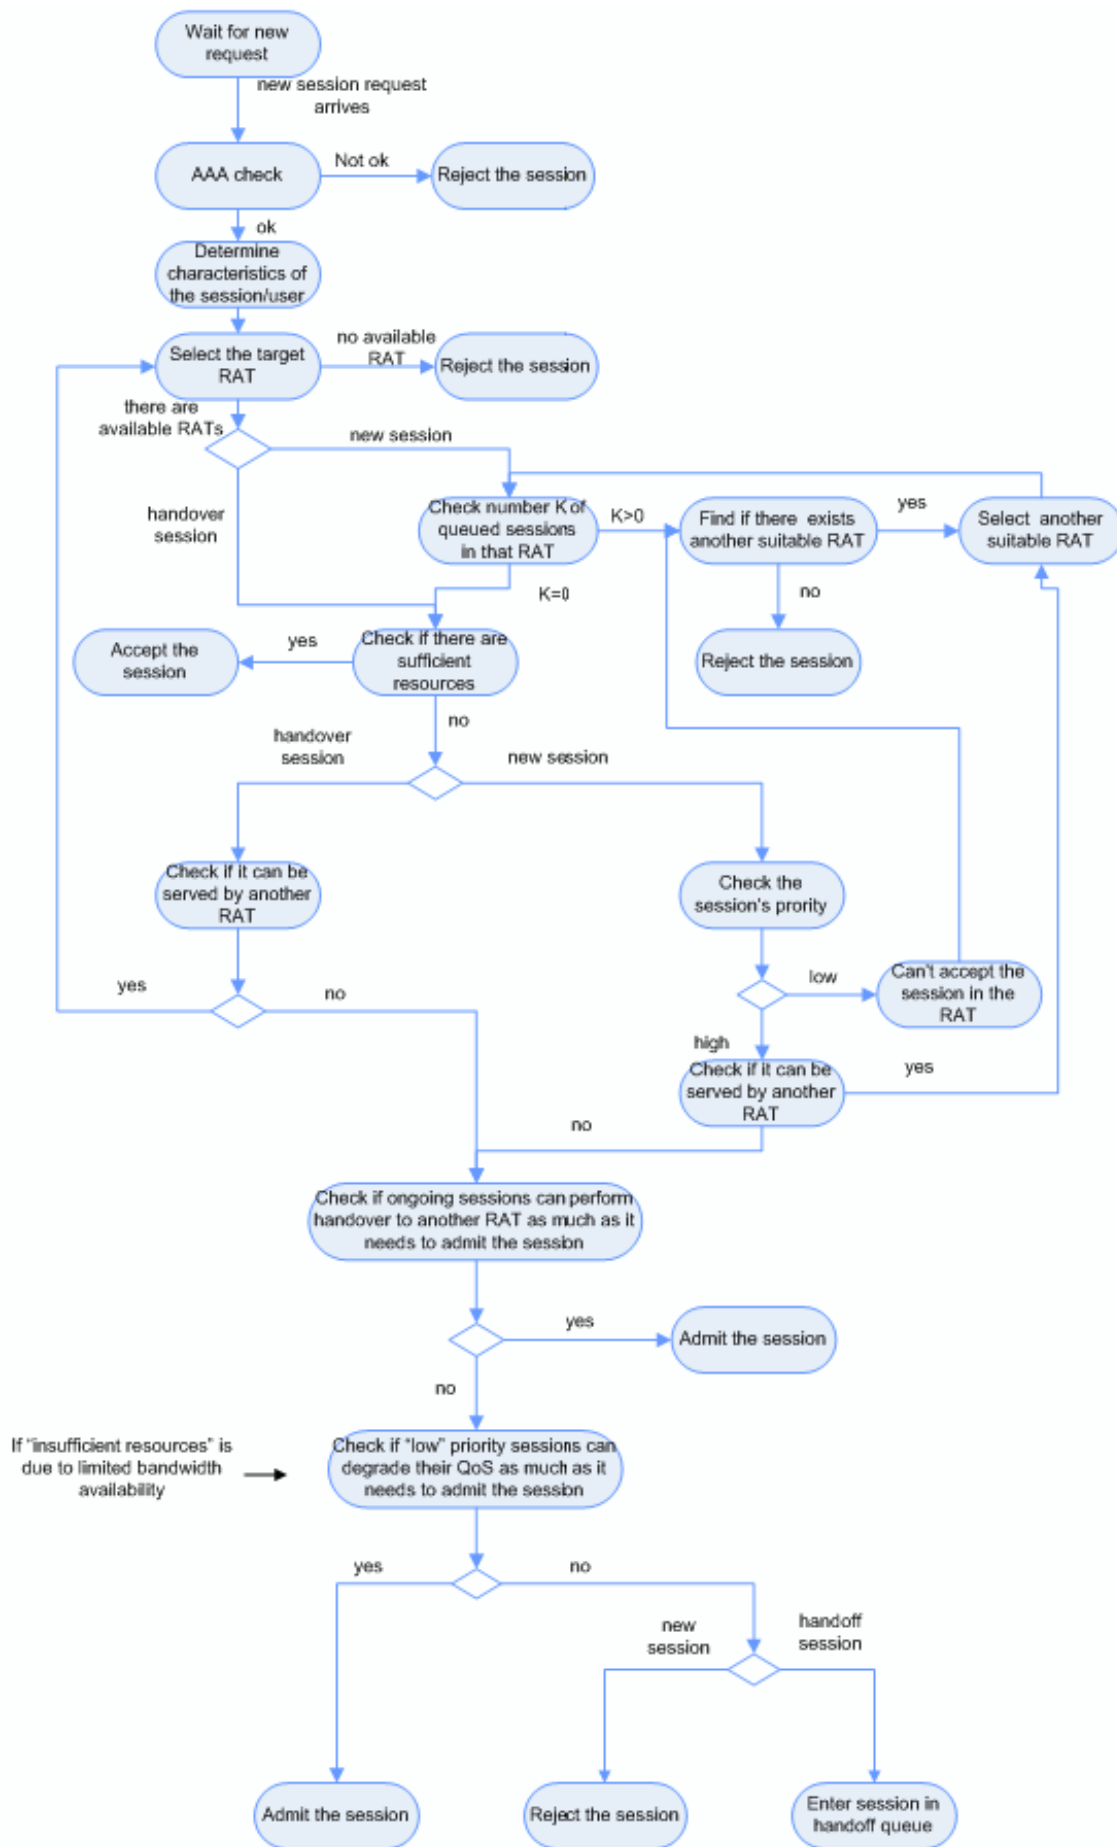 Wait for new
request
new session request
arrives
AAA check
Not ok
Reject the session
ok
Determine
characteristics of
the session/user
Select the target
RAT
no available
RAT
Reject the session
there are
available RATs
new session
handover
session
Check number K of
queued sessions
in that RAT
K>0
Find if there exists
another suitable RAT
yes
Select another
suitable RAT
K=0
no
Accept the
session
yes
Check if there are
sufficient
resources
Reject the session
no
handover
session
new session
Check if it can be
served by another
RAT
Check the
session's prority
yes
no
low
Can't accept the
session in the
RAT
high
Check if it can be
served by another
RAT
yes
no
Check if ongoing sessions can perform
handover to another RAT as much as it
needs to admit the session
yes
Admit the session
no
If "insufficient resources" is
due to limited bandwidth
availability
Check if "low" priority sessions can
degrade their QoS as much as it
needs to admit the session
yes
no
new
session
handoff
session
Admit the session
Reject the session
Enter session in
handoff queue